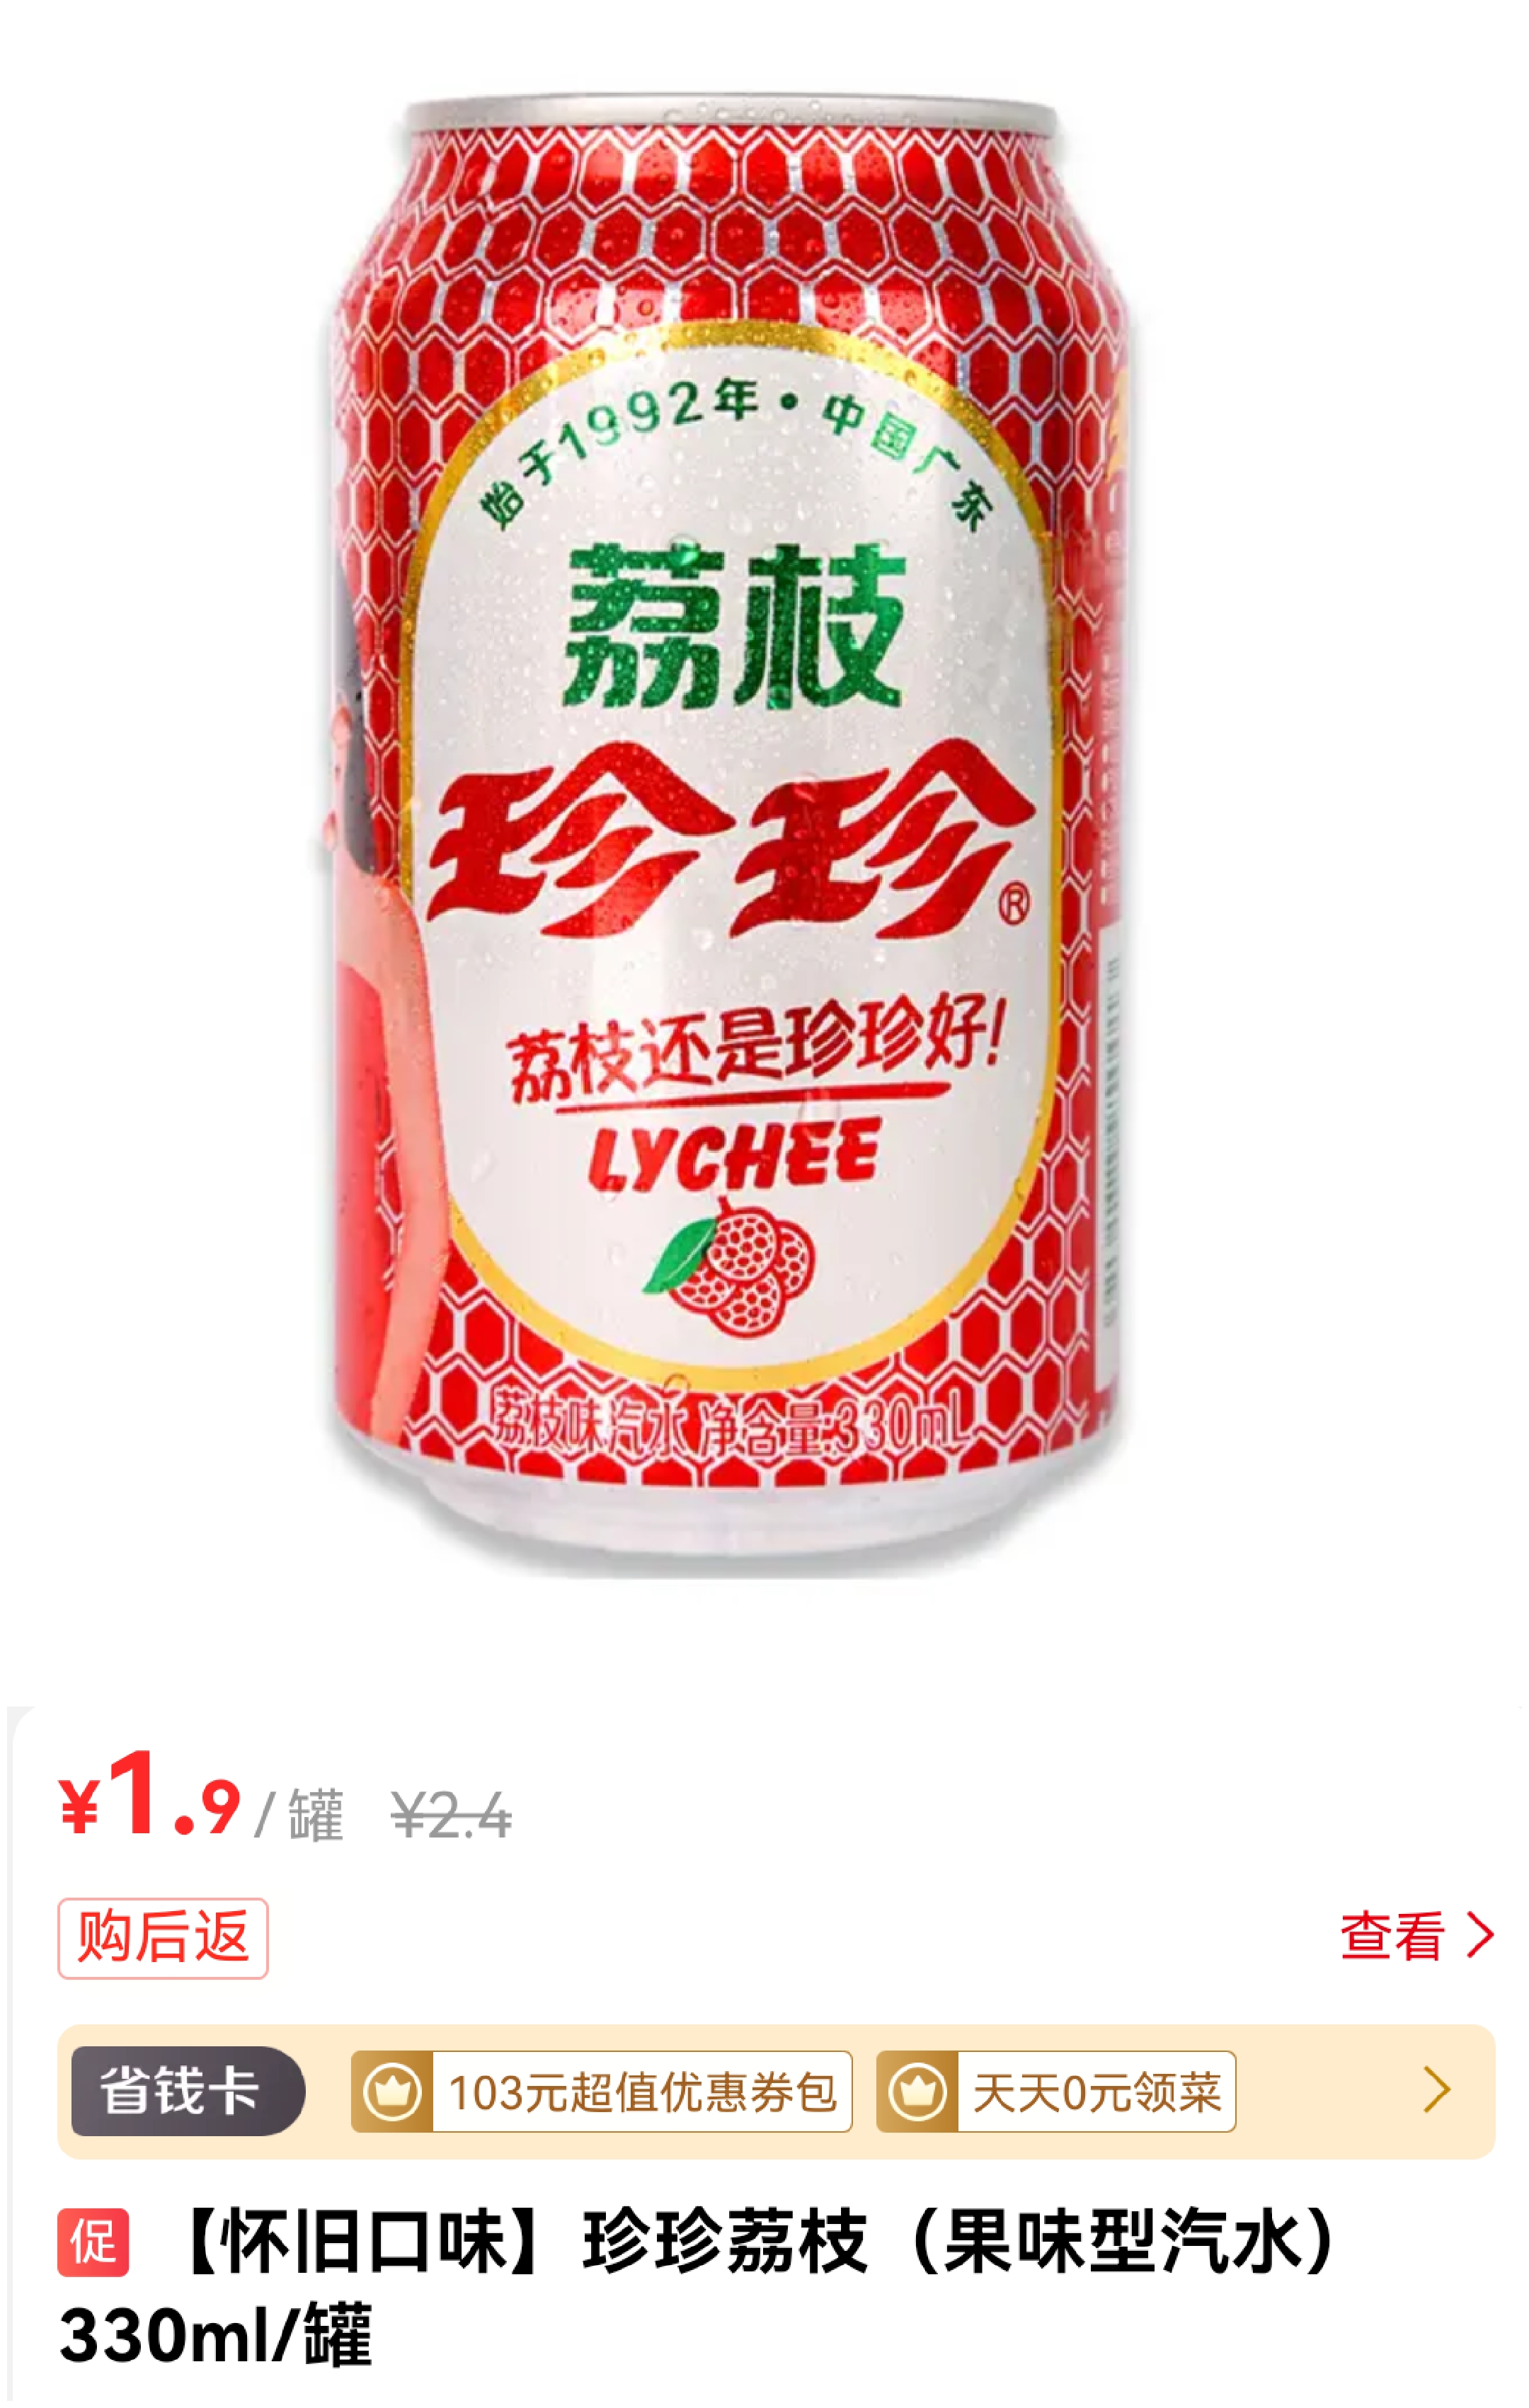 始于1992年·中国广东
荔枝
珍珍®
荔枝还是珍珍好!
LYCHEE
荔枝味汽水 净含量:330mL
¥1.9/罐 ¥2.4
购后返 查看
省钱卡 103元超值优惠券包 天天0元领菜
促 【怀旧口味】珍珍荔枝（果味型汽水）
330ml/罐